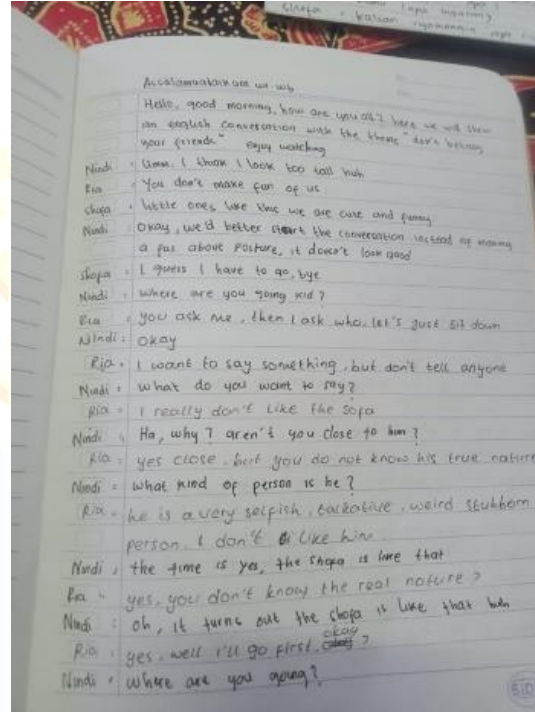 Assalamualaikum wr. wb
Hello, good morning, how are you all? here we will show
an english conversation with the theme "don't betray
your friends" enjoy watching
Nindi : Umm. I think I look too tall huh
Ria : You don't make fun of us
Shopa : little ones like this we are cute and funny
Nindi : Okay, we'd better start the conversation instead of making
a fus about Posture, it doesn't look good
Shopa : I guess I have to go, bye
Nindi : Where are you going kid?
Ria : you ask me, then I ask who. let's just sit down
Nindi : Okay
Ria : I want to say something, but don't tell anyone
Nindi : What do you want to say?
Ria : I really don't like the sofa
Nindi : Ha, why? aren't you close to him?
Ria : yes close, but you do not know his true nature
Nindi : What kind of person is he?
Ria : he is a very selfish, talkative, weird stubborn
person. I don't like him
Nindi : the time is yes, the shopa is like that
Ria : yes, you don't know the real nature?
Nindi : oh, it turns out the shopa is like that huh
Ria : yes, well I'll go first, okay?
Nindi : where are you going?
SID